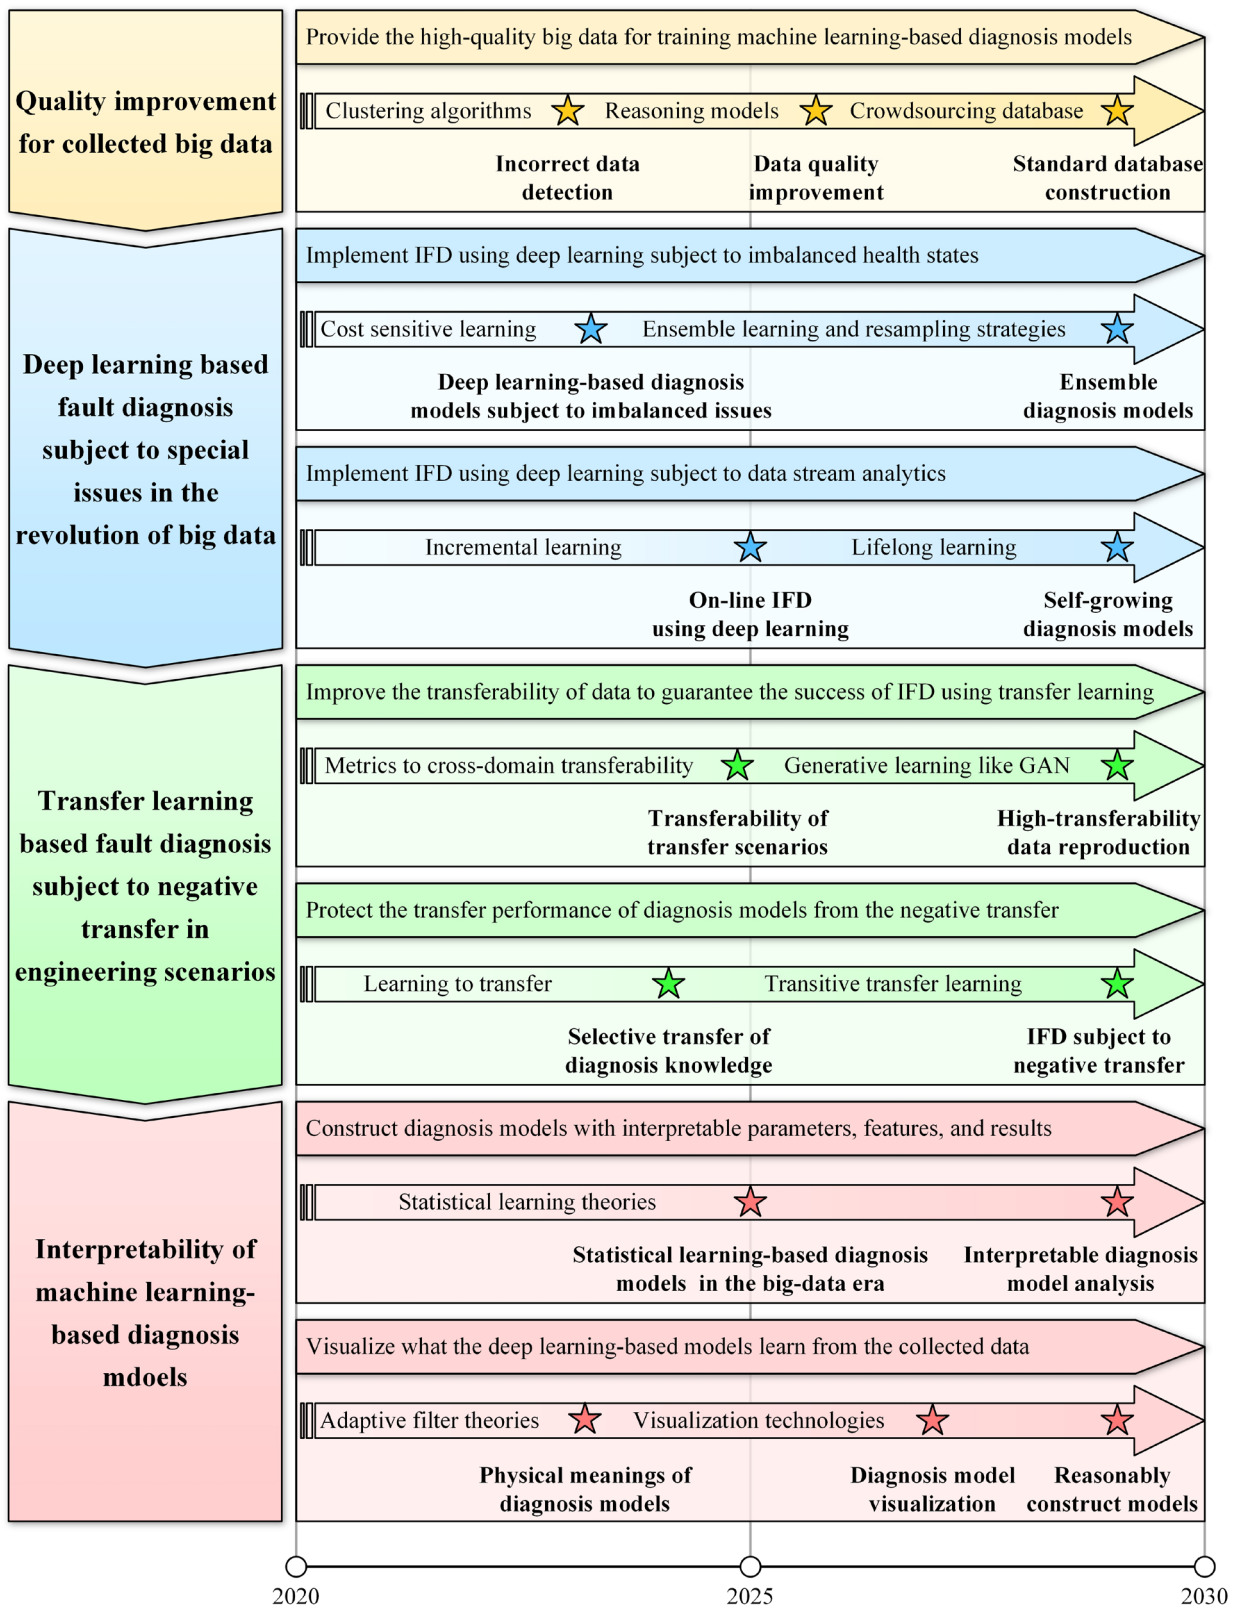 Quality improvement
for collected big data
Provide the high-quality big data for training machine learning-based diagnosis models
Clustering algorithms
Reasoning models
Crowdsourcing database
Incorrect data
detection
Data quality
improvement
Standard database
construction
Deep learning based
fault diagnosis
subject to special
issues in the
revolution of big data
Implement IFD using deep learning subject to imbalanced health states
Cost sensitive learning
Ensemble learning and resampling strategies
Deep learning-based diagnosis
models subject to imbalanced issues
Ensemble
diagnosis models
Implement IFD using deep learning subject to data stream analytics
Incremental learning
Lifelong learning
On-line IFD
using deep learning
Self-growing
diagnosis models
Transfer learning
based fault diagnosis
subject to negative
transfer in
engineering scenarios
Improve the transferability of data to guarantee the success of IFD using transfer learning
Metrics to cross-domain transferability
Generative learning like GAN
Transferability of
transfer scenarios
High-transferability
data reproduction
Protect the transfer performance of diagnosis models from the negative transfer
Learning to transfer
Transitive transfer learning
Selective transfer of
diagnosis knowledge
IFD subject to
negative transfer
Interpretability of
machine learning-
based diagnosis
mdoels
Construct diagnosis models with interpretable parameters, features, and results
Statistical learning theories
Statistical learning-based diagnosis
models in the big-data era
Interpretable diagnosis
model analysis
Visualize what the deep learning-based models learn from the collected data
Adaptive filter theories
Visualization technologies
Physical meanings of
diagnosis models
Diagnosis model
visualization
Reasonably
construct models
2020
2025
2030